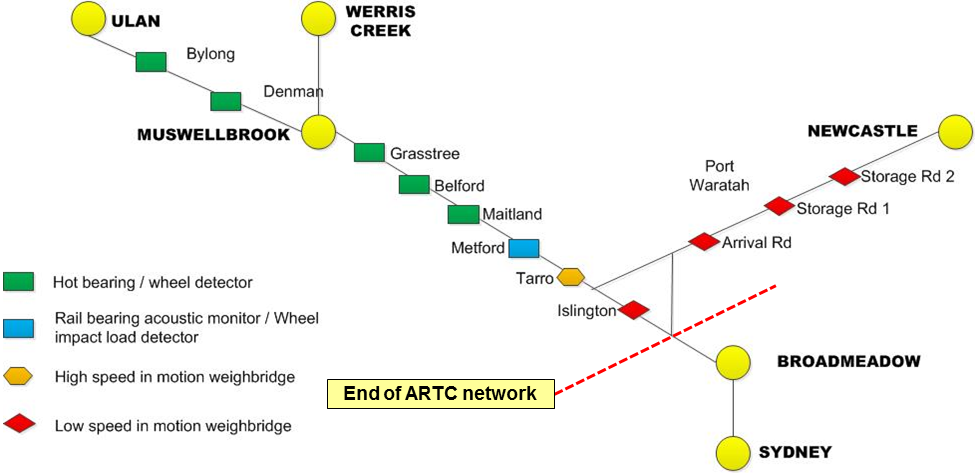 ULAN
WERRIS
CREEK
Bylong
Denman
MUSWELLBROOK
NEWCASTLE
Grasstree
Port
Waratah
Storage Rd 2
Belford
Storage Rd 1
Maitland
Metford
Arrival Rd
Tarro
Hot bearing / wheel detector
Islington
Rail bearing acoustic monitor / Wheel
impact load detector
BROADMEADOW
High speed in motion weighbridge
End of ARTC network
Low speed in motion weighbridge
SYDNEY